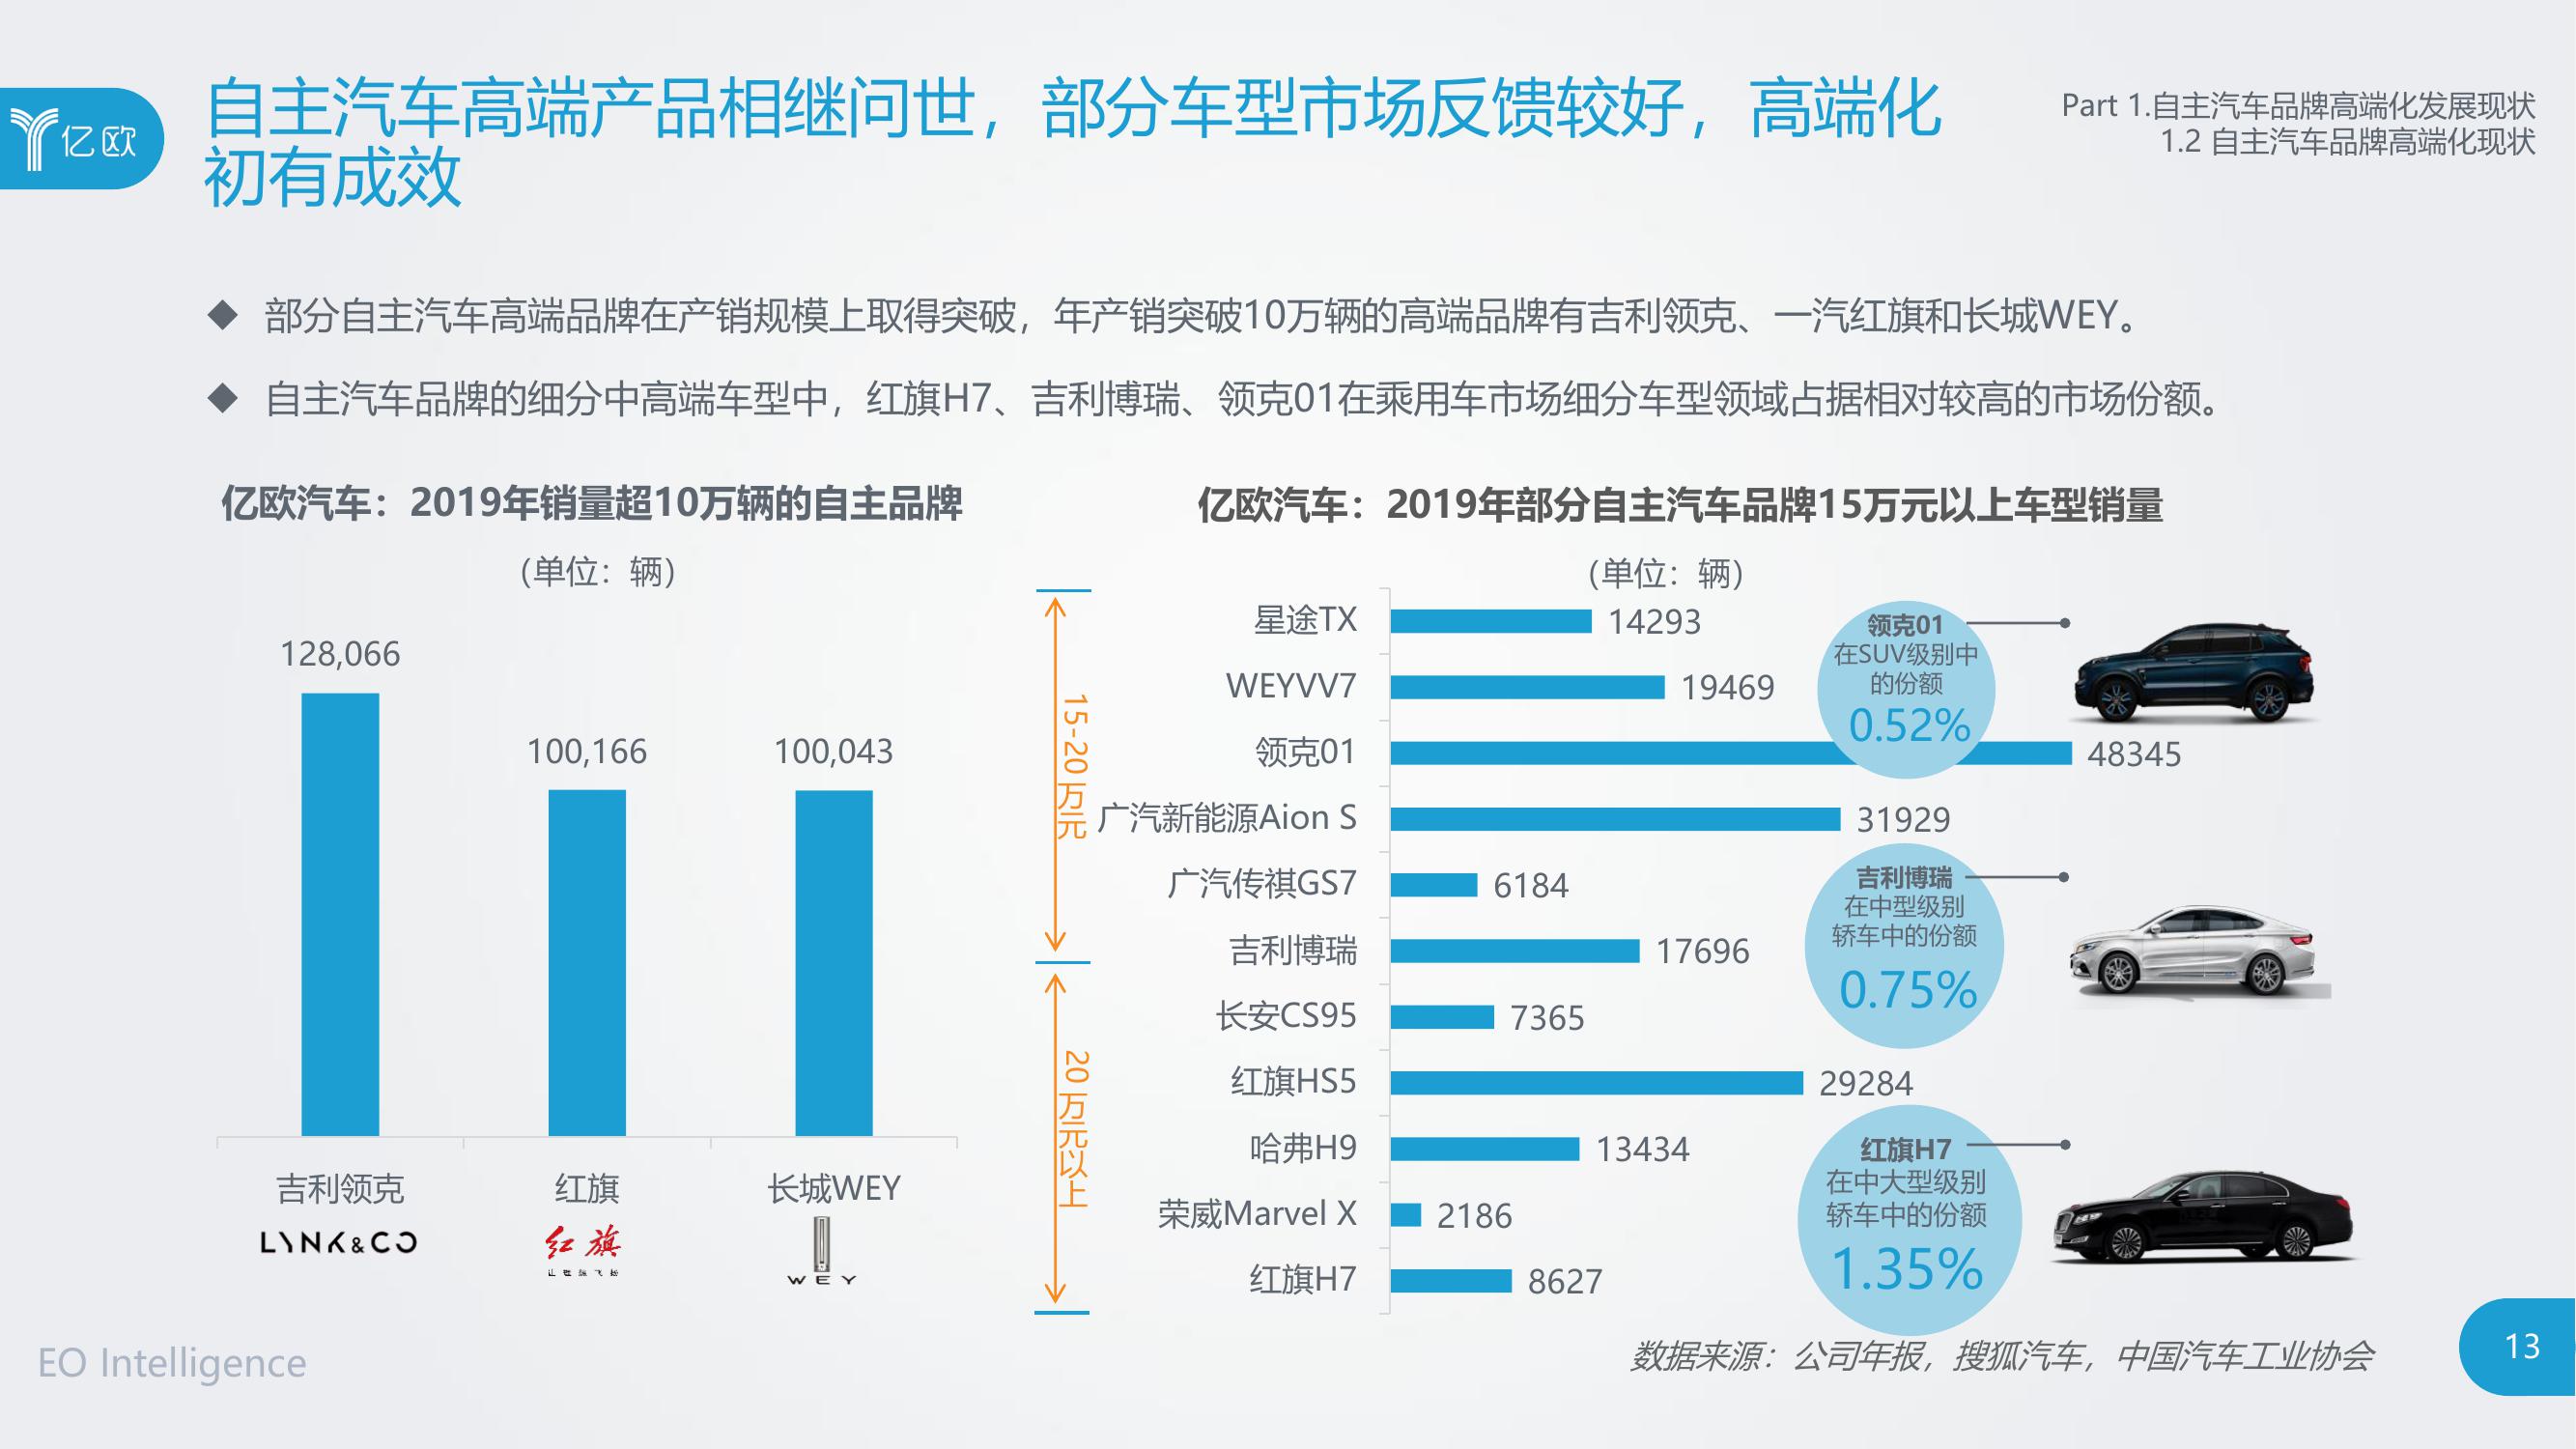 亿欧
自主汽车高端产品相继问世，部分车型市场反馈较好，高端化
初有成效
Part 1.自主汽车品牌高端化发展现状
1.2 自主汽车品牌高端化现状
◆ 部分自主汽车高端品牌在产销规模上取得突破，年产销突破10万辆的高端品牌有吉利领克、一汽红旗和长城WEY。
◆ 自主汽车品牌的细分中高端车型中，红旗H7、吉利博瑞、领克01在乘用车市场细分车型领域占据相对较高的市场份额。
亿欧汽车：2019年销量超10万辆的自主品牌
（单位：辆）
128,066
100,166
100,043
吉利领克
红旗
长城WEY
LYNK&CO
红旗
WEY
亿欧汽车：2019年部分自主汽车品牌15万元以上车型销量
（单位：辆）
15-20万元
20万元以上
星途TX 14293
WEYVV7 19469
领克01 48345
广汽新能源Aion S 31929
广汽传祺GS7 6184
吉利博瑞 17696
长安CS95 7365
红旗HS5 29284
哈弗H9 13434
荣威Marvel X 2186
红旗H7 8627
领克01
在SUV级别中
的份额
0.52%
吉利博瑞
在中型级别
轿车中的份额
0.75%
红旗H7
在中大型级别
轿车中的份额
1.35%
数据来源：公司年报，搜狐汽车，中国汽车工业协会
EO Intelligence
13